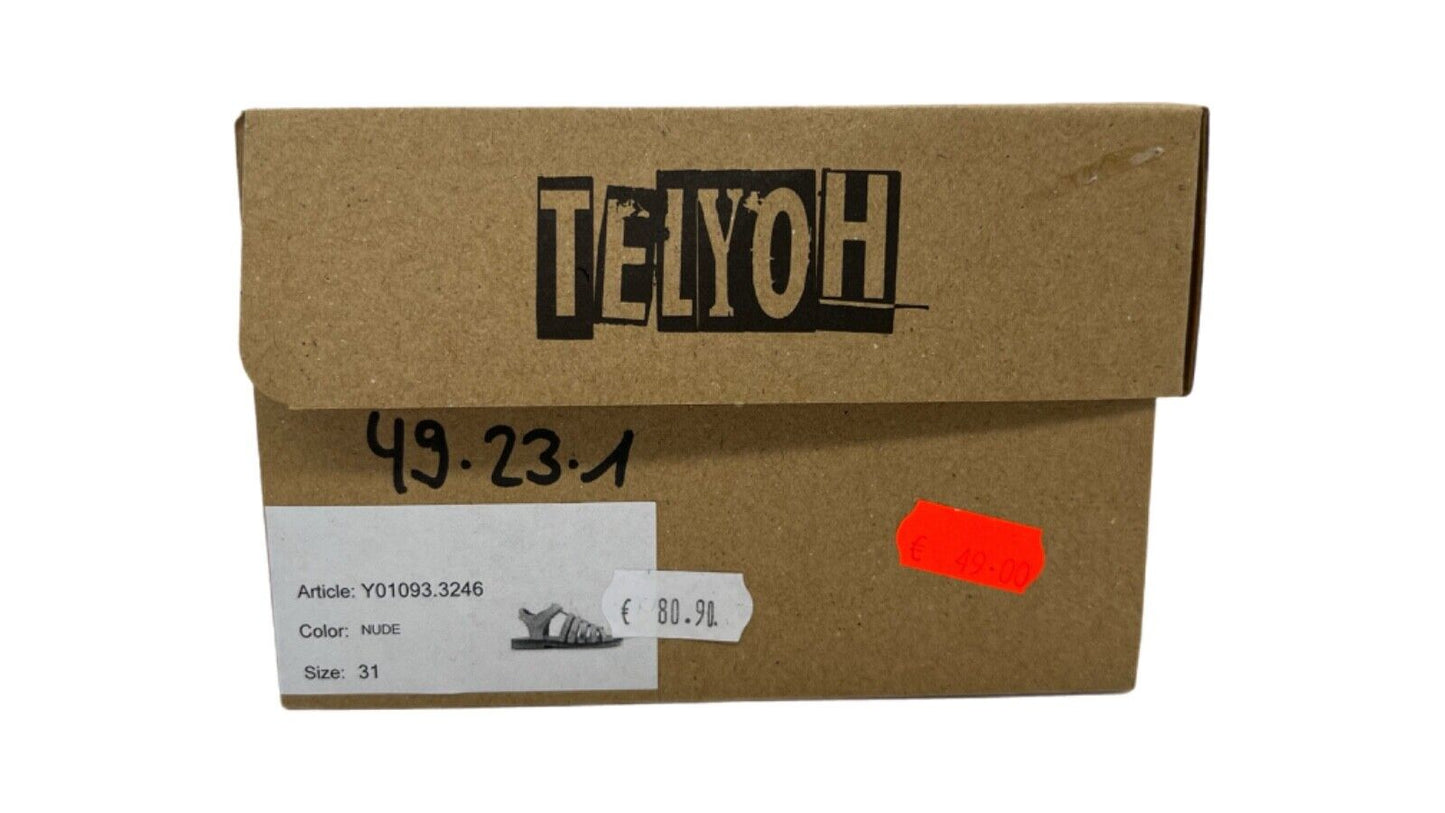 TELYOH
49.23.1
€ 49.00
Article: Y01093.3246
Color: NUDE
Size: 31
€ 80.90.